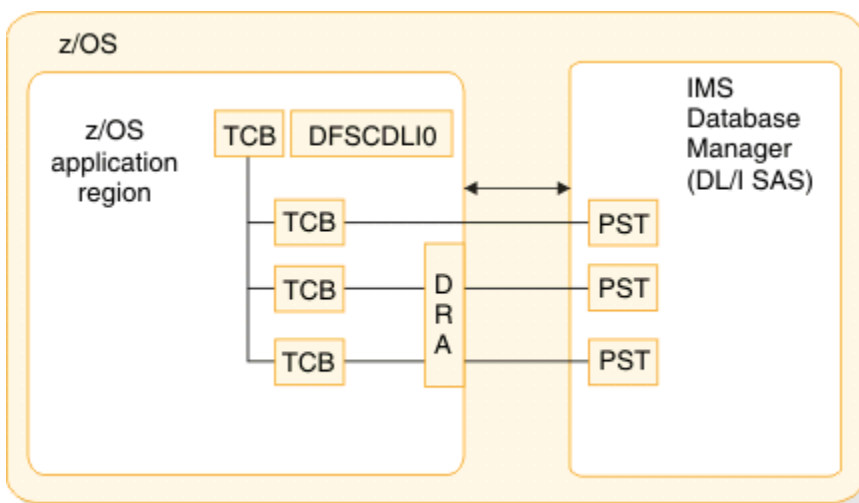 z/OS
z/OS
application
region
TCB
DFSCDLI0
IMS
Database
Manager
(DL/I SAS)
TCB
PST
TCB
D
R
A
PST
TCB
PST